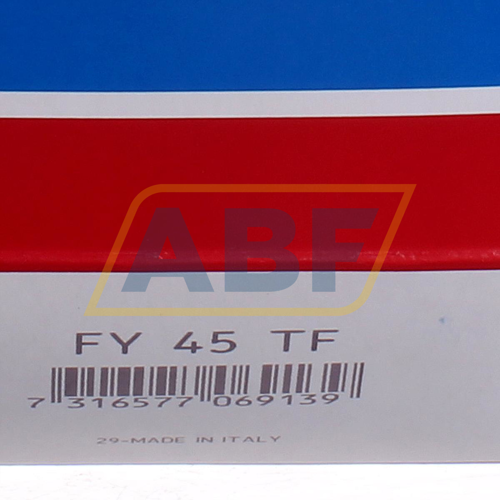 ABF
FY 45 TF
7 316577 069139
29-MADE IN ITALY